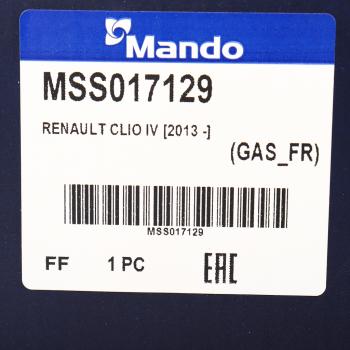 Mando
MSS017129
RENAULT CLIO IV [2013 -]
(GAS_FR)
MSS017129
FF 1 PC EAC